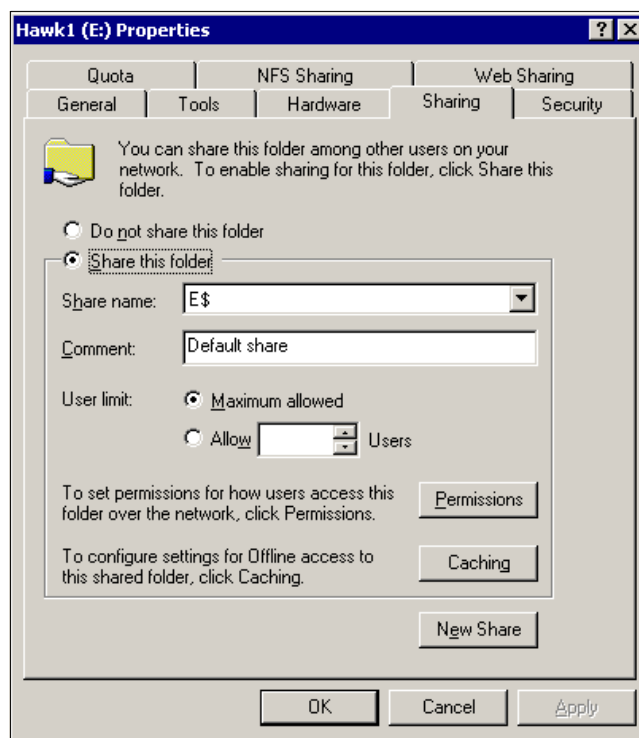 Hawk1 (E:) Properties
Quota NFS Sharing Web Sharing
General Tools Hardware Sharing Security
You can share this folder among other users on your
network. To enable sharing for this folder, click Share this
folder.
Do not share this folder
Share this folder
Share name: E$
Comment: Default share
User limit: Maximum allowed
Allow Users
To set permissions for how users access this
folder over the network, click Permissions.
Permissions
To configure settings for Offline access to
this shared folder, click Caching.
Caching
New Share
OK Cancel Apply